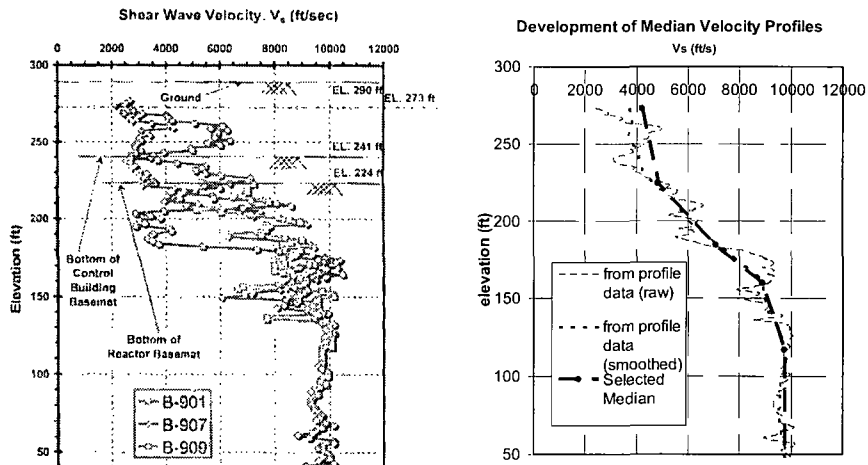 Shear Wave Velocity, Vs (ft/sec)
0 2000 4000 6000 8000 10000 12000
300
250
200
150
100
50
Elevation (ft)
Ground
EL. 290 ft
EL. 273 ft
EL. 241 ft
EL. 224 ft
Bottom of
Control
Building
Basemat
Bottom of
Reactor Basemat
B-901
B-907
B-909
Development of Median Velocity Profiles
Vs (ft/s)
0 2000 4000 6000 8000 10000 12000
300
250
200
150
100
50
elevation (ft)
from profile
data (raw)
from profile
data
(smoothed)
Selected
Median